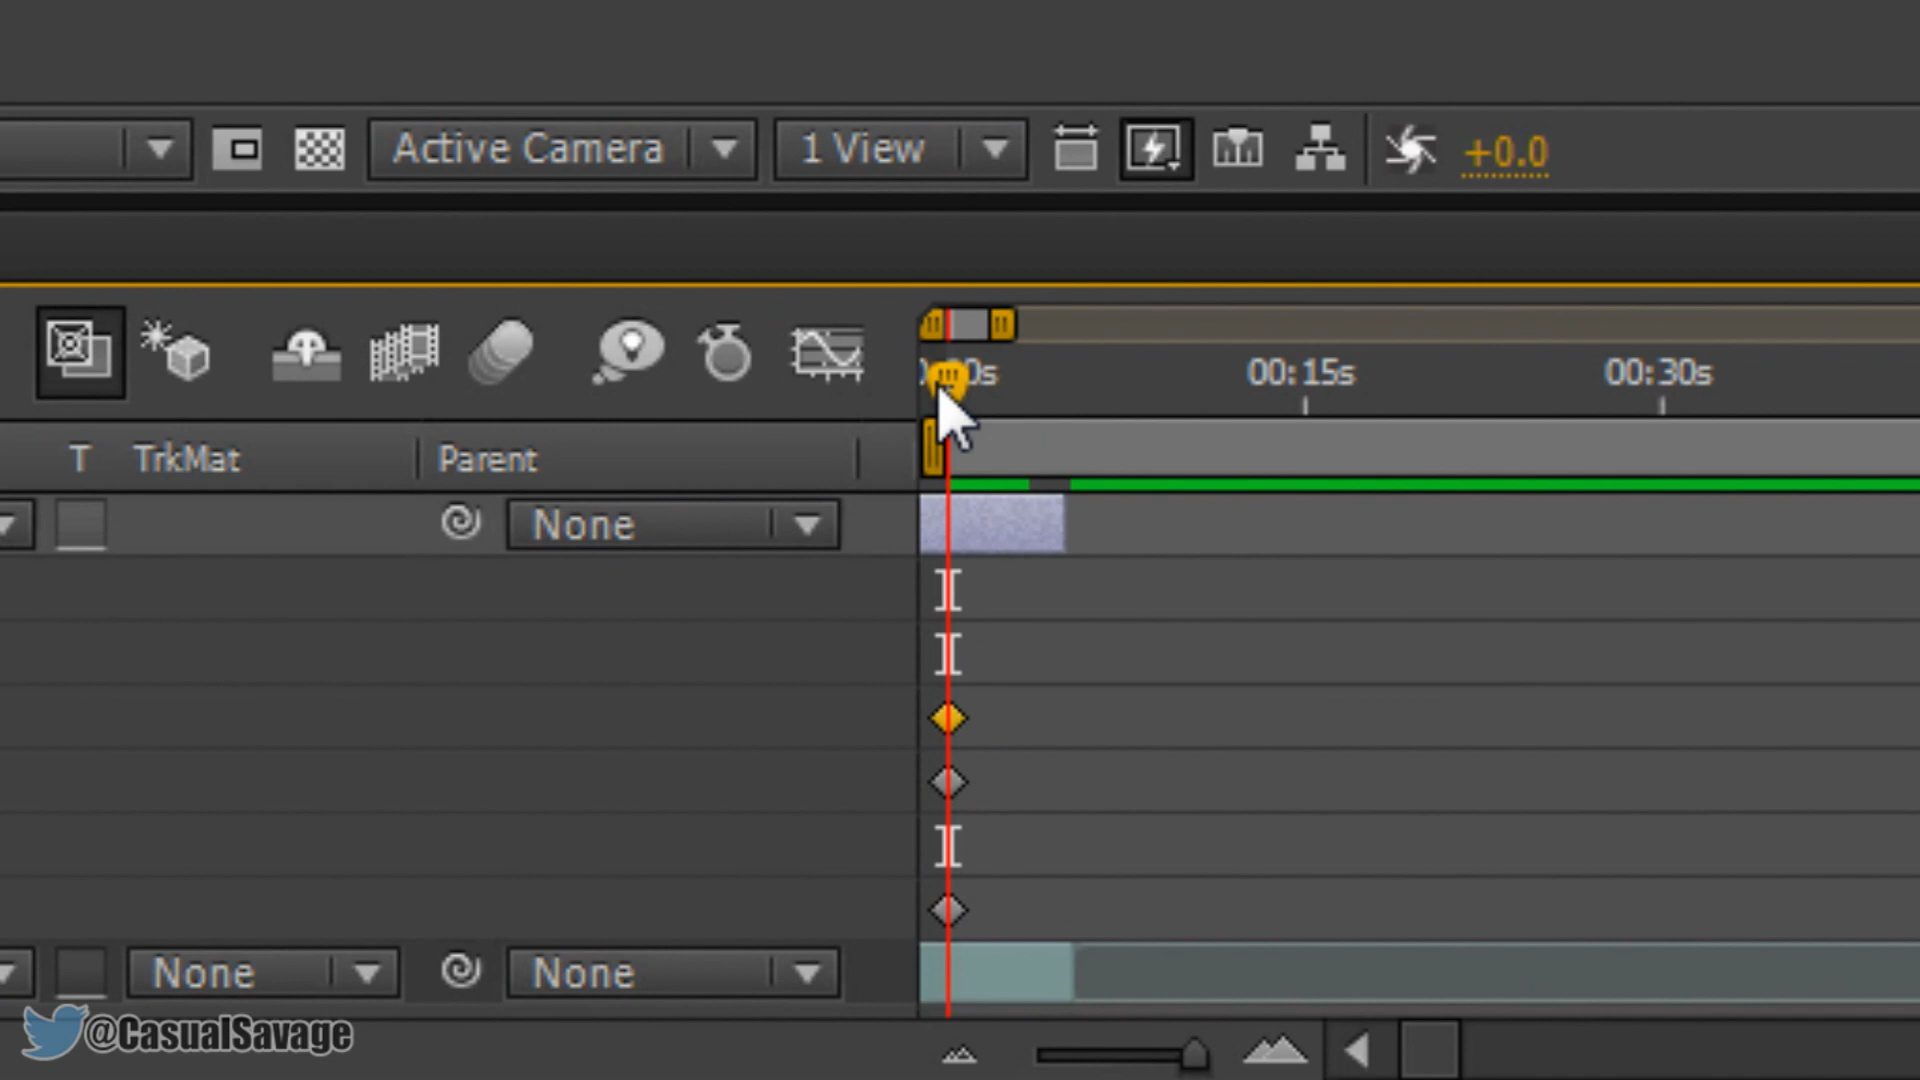 Active Camera 1 View +0.0
00:15s 00:30s
T TrkMat Parent
None
None None
@CasualSavage